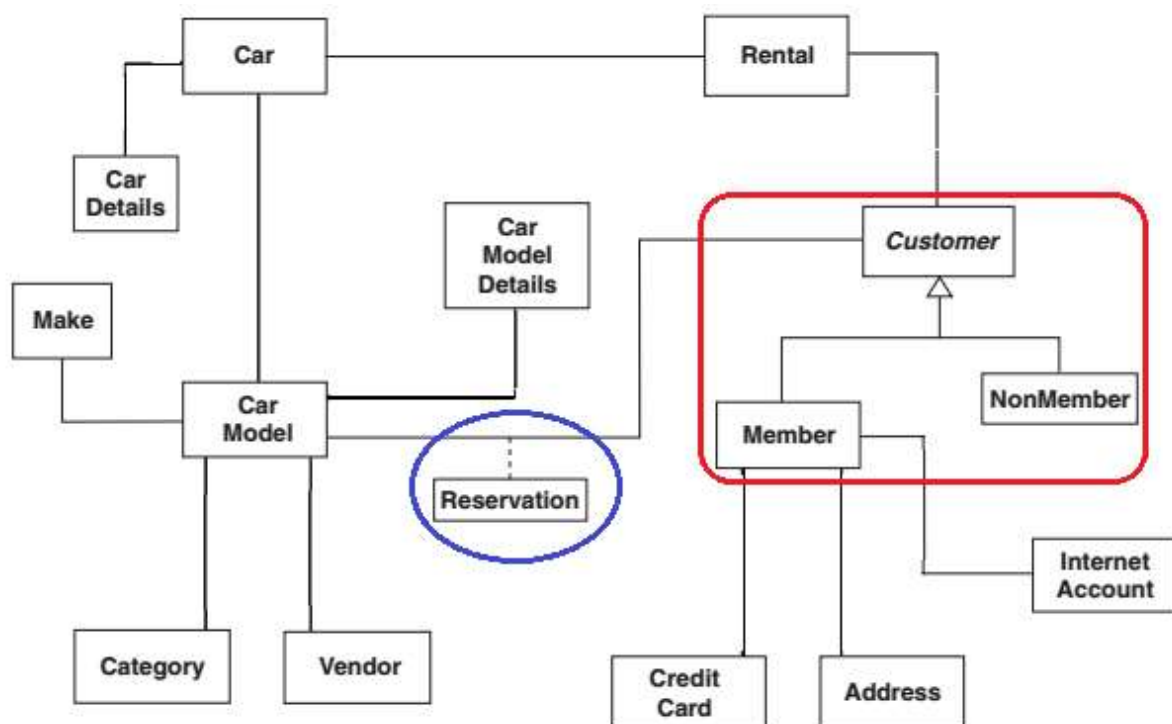 Car
Rental
Car
Details
Car
Model
Details
Customer
Make
Car
Model
NonMember
Member
Reservation
Internet
Account
Category
Vendor
Credit
Card
Address